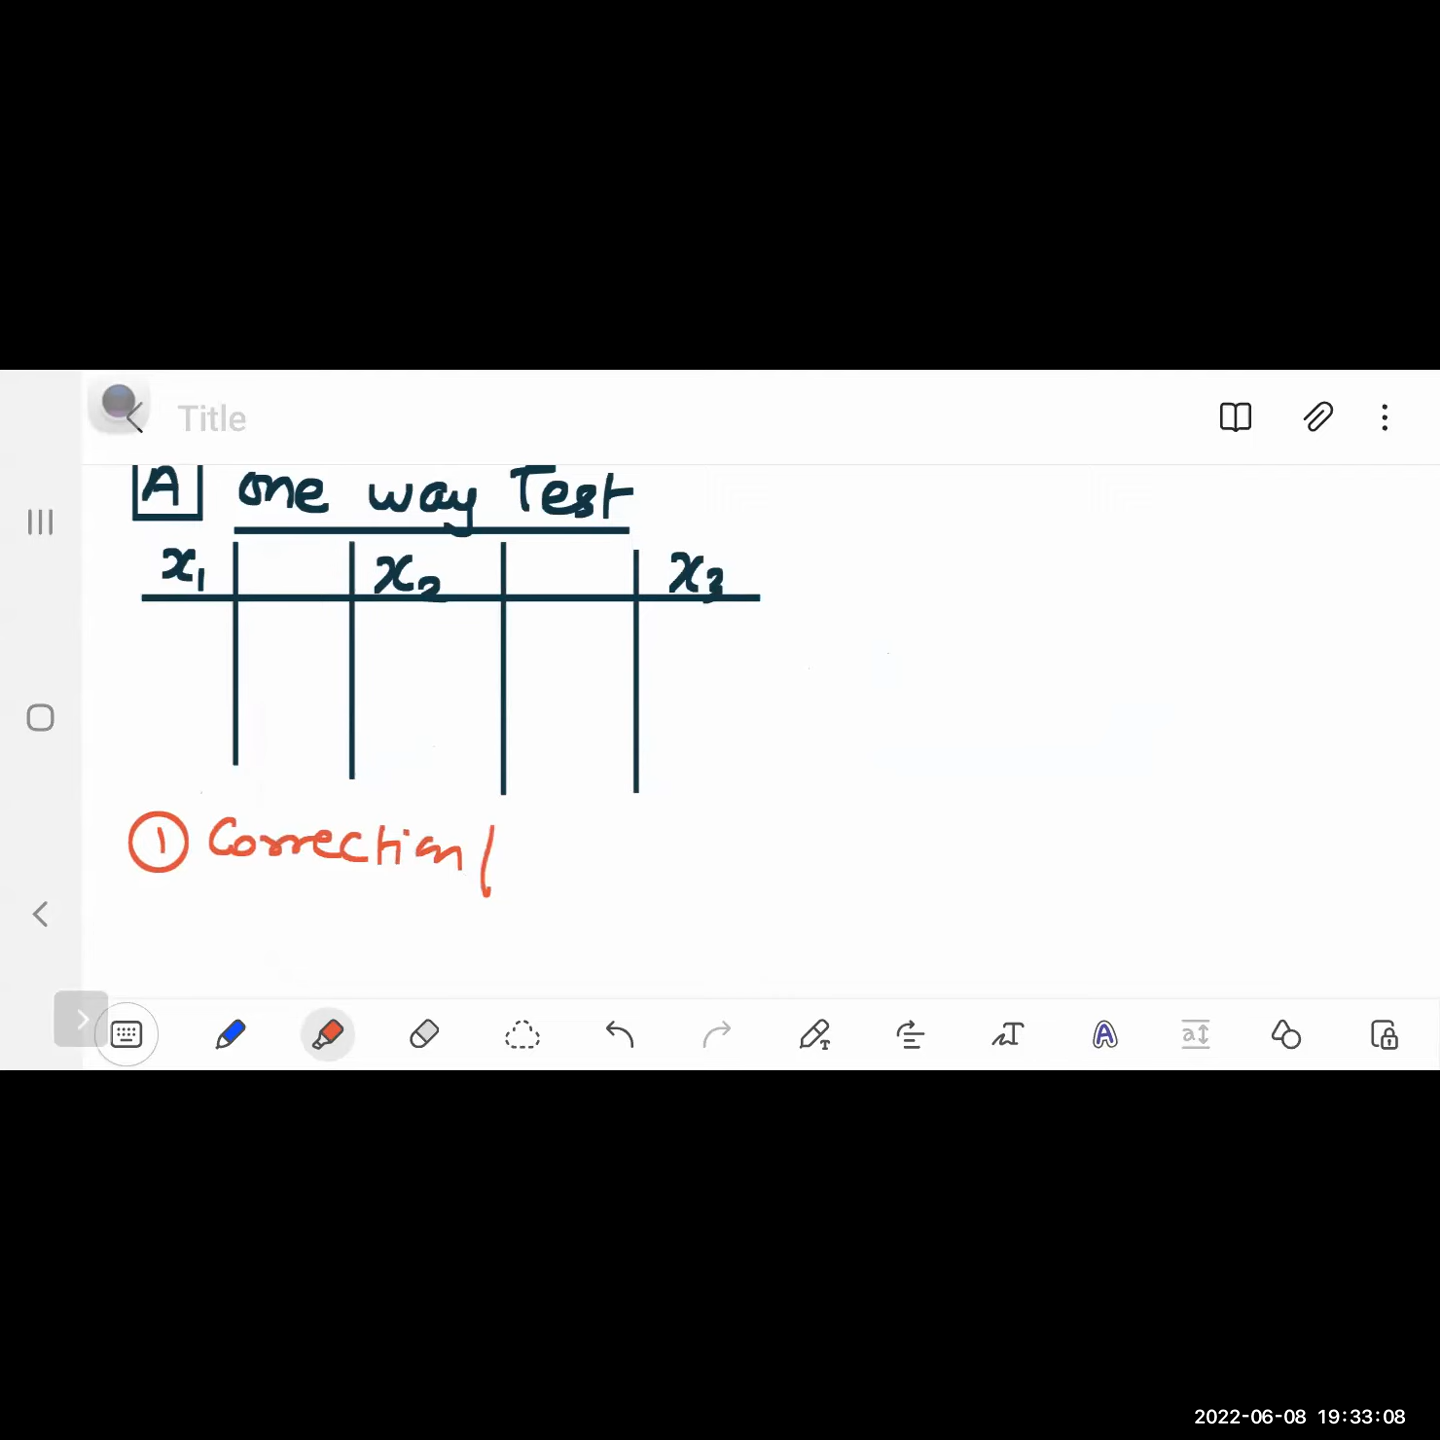 Title
A one way Test
x₁ x₂ x₃
① Correction
2022-06-08 19:33:08